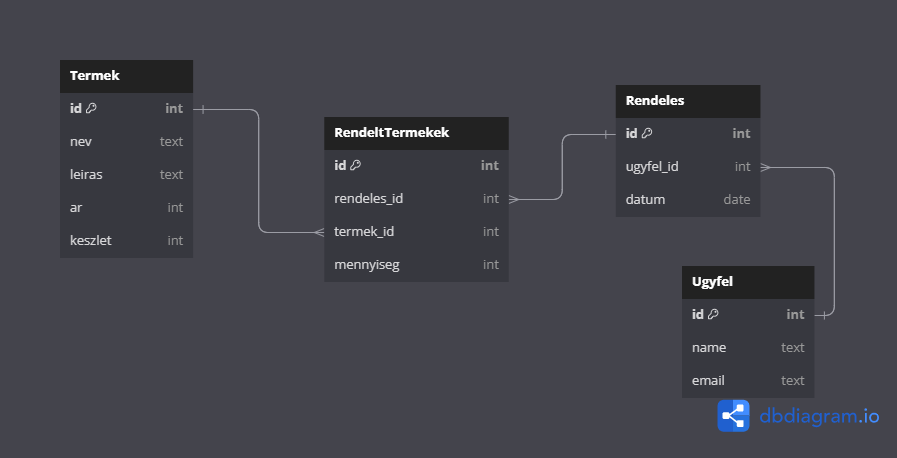 Termek
id int
nev text
leiras text
ar int
keszlet int
RendeltTermekek
id int
rendeles_id int
termek_id int
mennyiseg int
Rendeles
id int
ugyfel_id int
datum date
Ugyfel
id int
name text
email text
dbdiagram.io